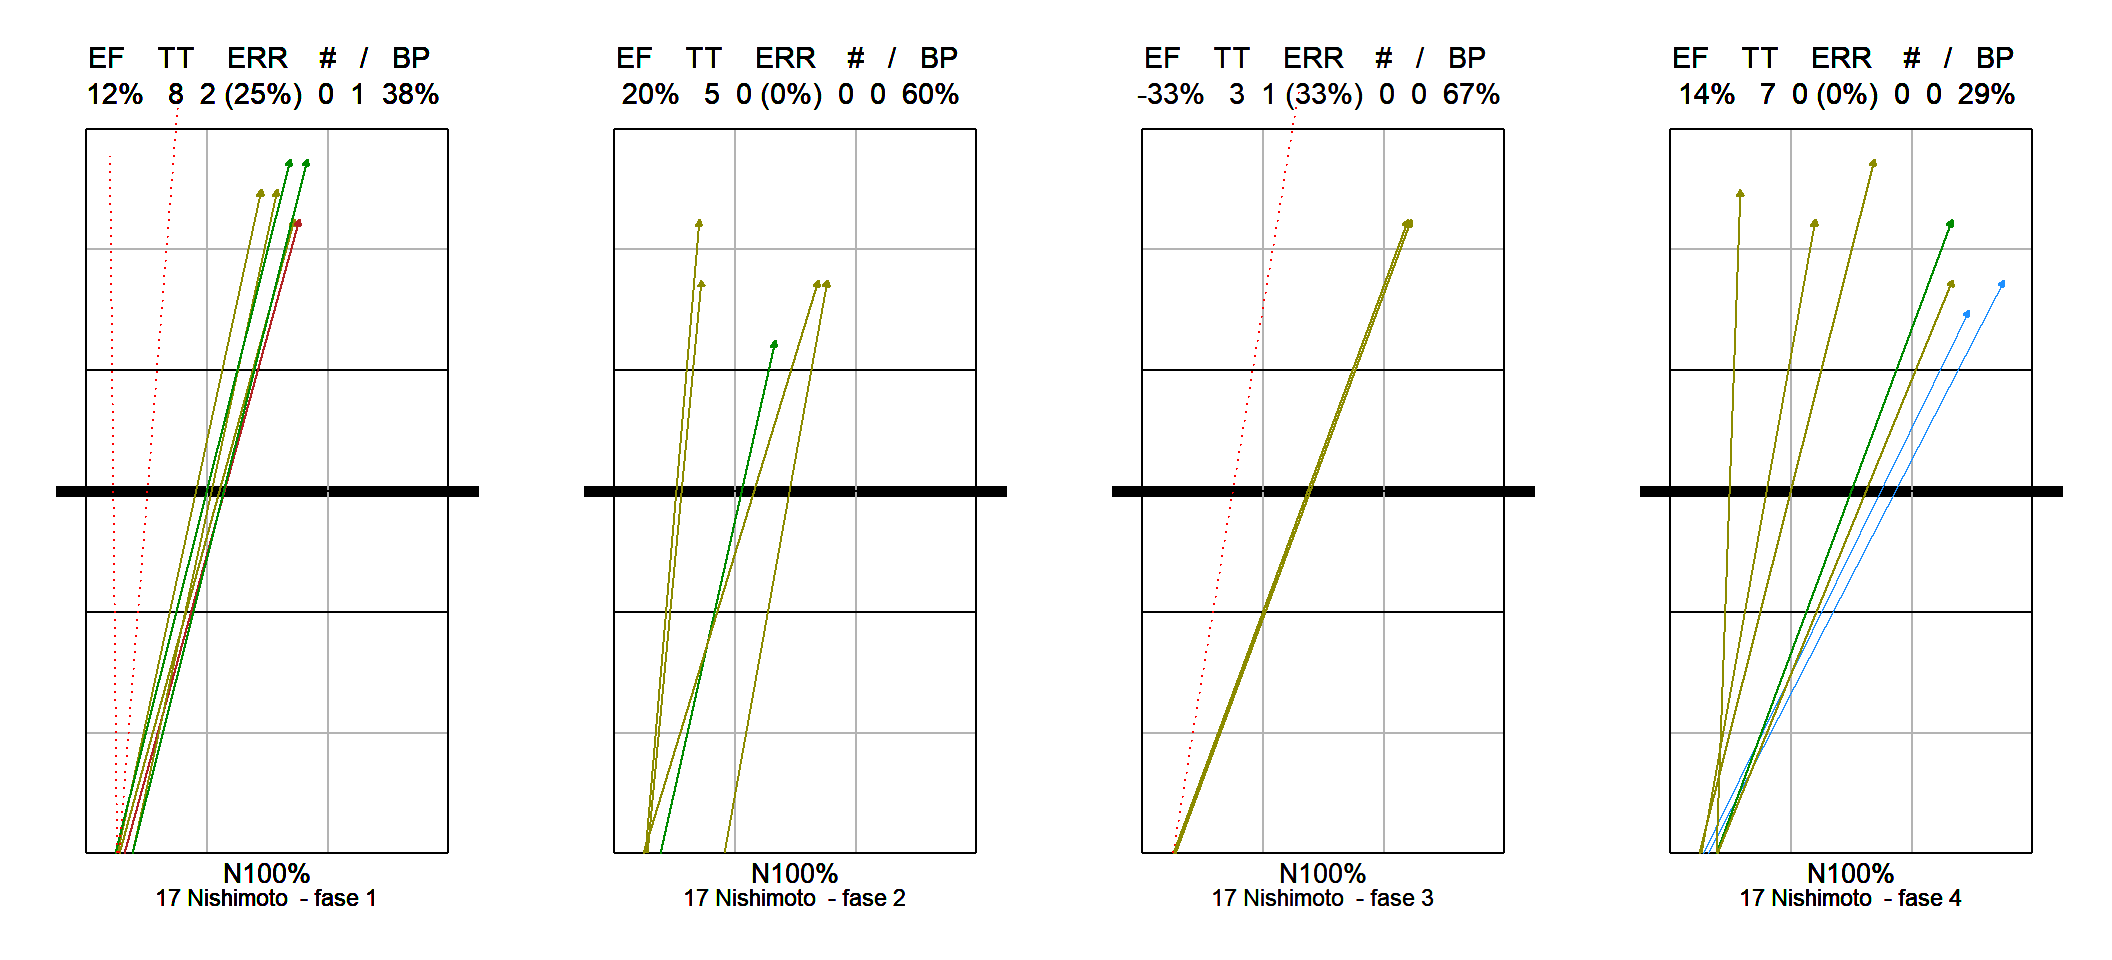 EF TT ERR # / BP
12% 8 2 (25%) 0 1 38%
N100%
17 Nishimoto - fase 1
EF TT ERR # / BP
20% 5 0 (0%) 0 0 60%
N100%
17 Nishimoto - fase 2
EF TT ERR # / BP
-33% 3 1 (33%) 0 0 67%
N100%
17 Nishimoto - fase 3
EF TT ERR # / BP
14% 7 0 (0%) 0 0 29%
N100%
17 Nishimoto - fase 4